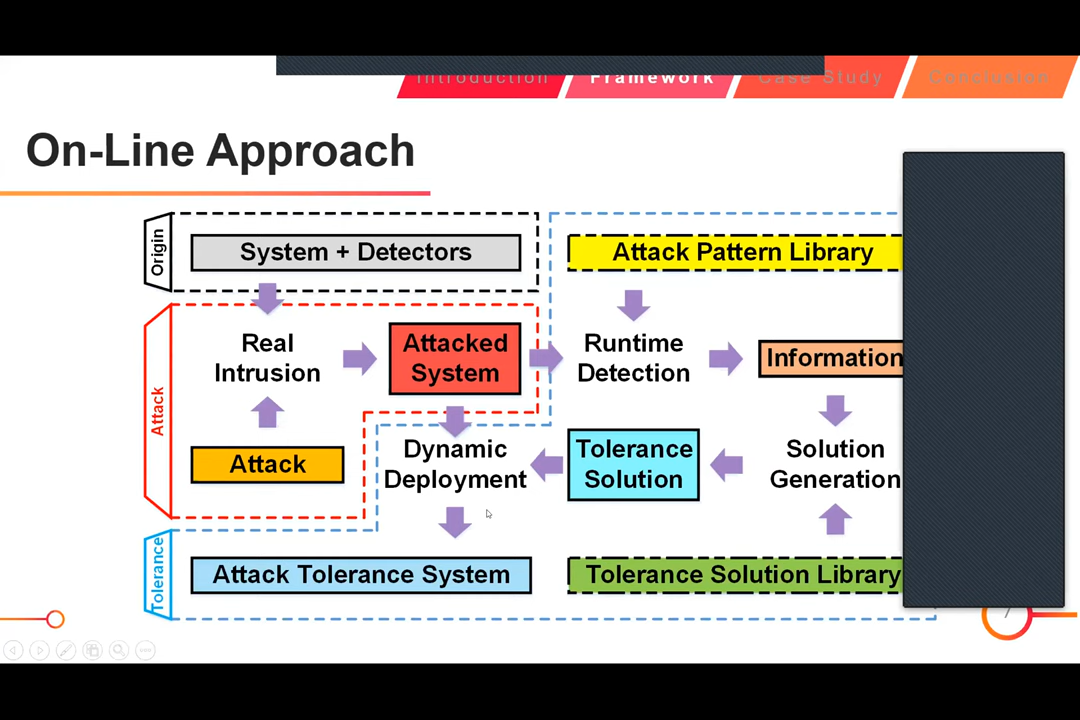 Introduction Framework Case Study Conclusion
On-Line Approach
Origin
System + Detectors
Attack Pattern Library
Attack
Real
Intrusion
Attacked
System
Runtime
Detection
Information
Attack
Dynamic
Deployment
Tolerance
Solution
Solution
Generation
Tolerance
Attack Tolerance System
Tolerance Solution Library
7